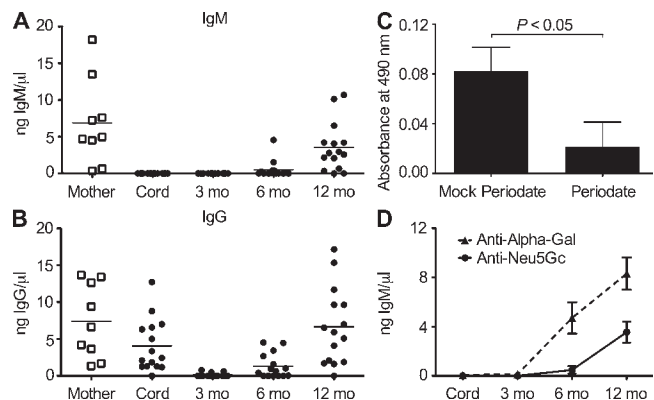 A
IgM
ng IgM/µl
20
15
10
5
0
Mother Cord 3 mo 6 mo 12 mo
B
IgG
ng IgG/µl
20
15
10
5
0
Mother Cord 3 mo 6 mo 12 mo
C
P < 0.05
Absorbance at 490 nm
0.12
0.08
0.04
0.00
Mock Periodate Periodate
D
Anti-Alpha-Gal
Anti-Neu5Gc
ng IgM/µl
12
8
4
0
Cord 3 mo 6 mo 12 mo